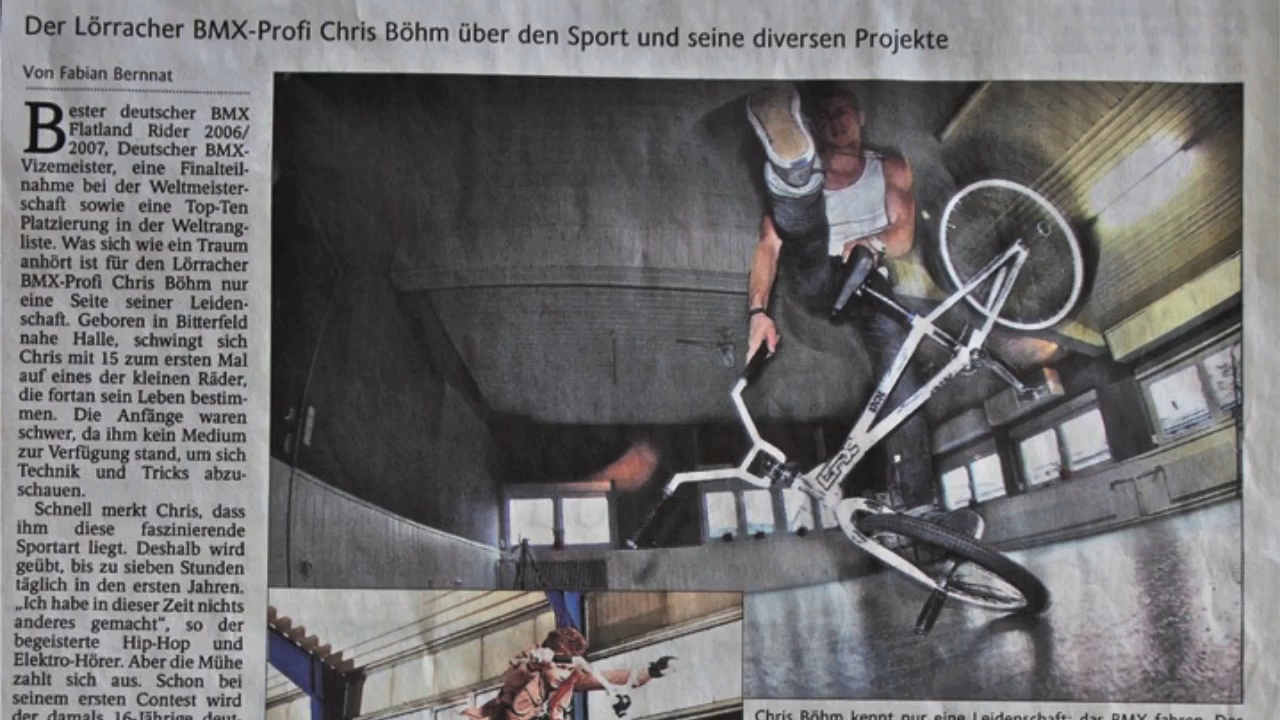 Der Lörracher BMX-Profi Chris Böhm über den Sport und seine diversen Projekte
Von Fabian Bernnat
Bester deutscher BMX
Flatland Rider 2006/
2007, Deutscher BMX-
Vizemeister, eine Finalteil-
nahme bei der Weltmeister-
schaft sowie eine Top-Ten
Platzierung in der Weltrang-
liste. Was sich wie ein Traum
anhört ist für den Lörracher
BMX-Profi Chris Böhm nur
eine Seite seiner Leiden-
schaft. Geboren in Bitterfeld
nahe Halle, schwingt sich
Chris mit 15 zum ersten Mal
auf eines der kleinen Räder,
die fortan sein Leben bestim-
men. Die Anfänge waren
schwer, da ihm kein Medium
zur Verfügung stand, um sich
Technik und Tricks abzu-
schauen.
Schnell merkt Chris, dass
ihm diese faszinierende
Sportart liegt. Deshalb wird
geübt, bis zu sieben Stunden
täglich in den ersten Jahren.
„Ich habe in dieser Zeit nichts
anderes gemacht“, so der
begeisterte Hip-Hop und
Elektro-Hörer. Aber die Mühe
zahlt sich aus. Schon bei
seinem ersten Contest wird
der damals 16-Jährige deut-
Chris Böhm kennt nur eine Leidenschaft: das BMX fahren.